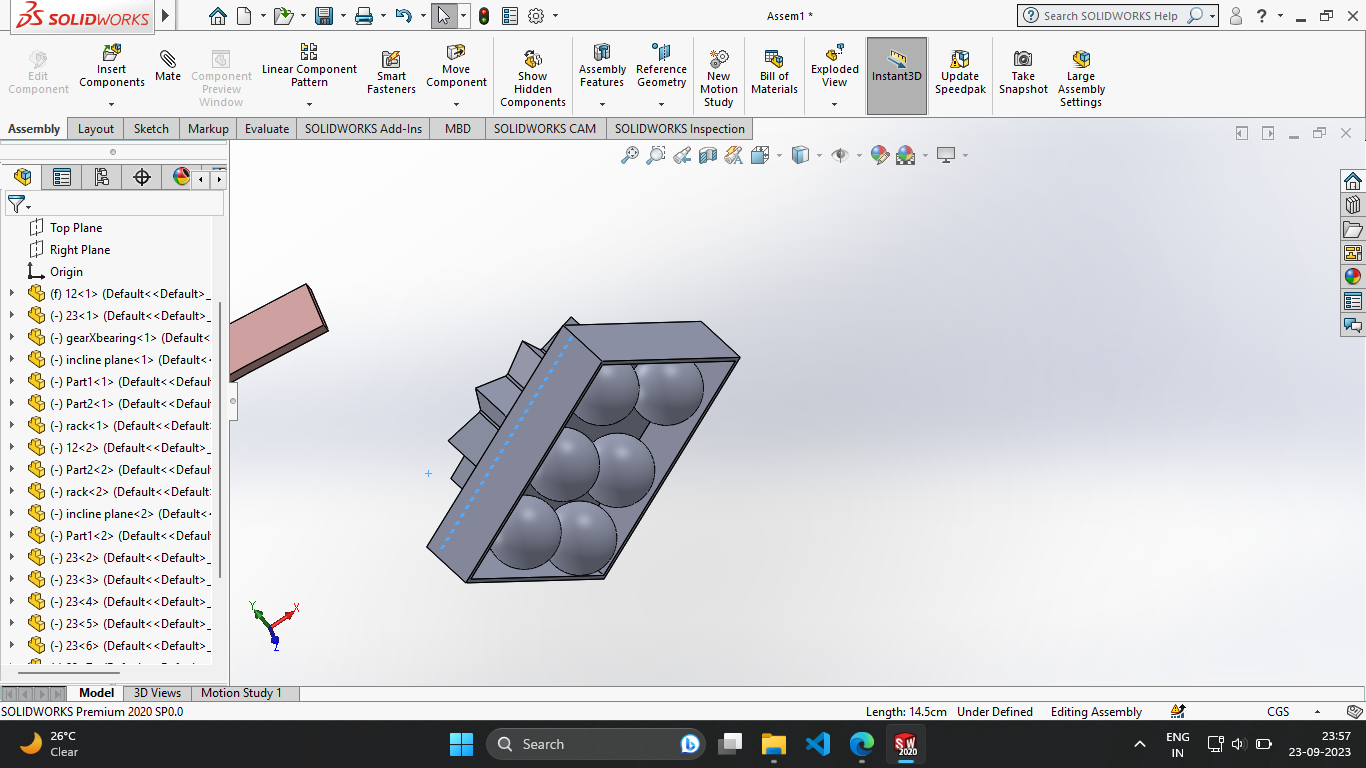 SOLIDWORKS
Assem1 *
Search SOLIDWORKS Help
?
Edit
Component
Insert
Components
Mate
Component
Preview
Window
Linear Component
Pattern
Smart
Fasteners
Move
Component
Show
Hidden
Components
Assembly
Features
Reference
Geometry
New
Motion
Study
Bill of
Materials
Exploded
View
Instant3D
Update
Speedpak
Take
Snapshot
Large
Assembly
Settings
Assembly Layout Sketch Markup Evaluate SOLIDWORKS Add-Ins MBD SOLIDWORKS CAM SOLIDWORKS Inspection
Top Plane
Right Plane
Origin
(f) 12<1> (Default<<Default>_
(-) 23<1> (Default<<Default>_
(-) gearXbearing<1> (Default<
(-) incline plane<1> (Default<
(-) Part1<1> (Default<<Defaul
(-) Part2<1> (Default<<Defaul
(-) rack<1> (Default<<Default
(-) 12<2> (Default<<Default>_
(-) Part2<2> (Default<<Defaul
(-) rack<2> (Default<<Default
(-) incline plane<2> (Default<
(-) Part1<2> (Default<<Defaul
(-) 23<2> (Default<<Default>_
(-) 23<3> (Default<<Default>_
(-) 23<4> (Default<<Default>_
(-) 23<5> (Default<<Default>_
(-) 23<6> (Default<<Default>_
Y X
Z
Model 3D Views Motion Study 1
SOLIDWORKS Premium 2020 SP0.0 Length: 14.5cm Under Defined Editing Assembly CGS
26°C
Clear
Search
SW
2020
ENG
IN
23:57
23-09-2023